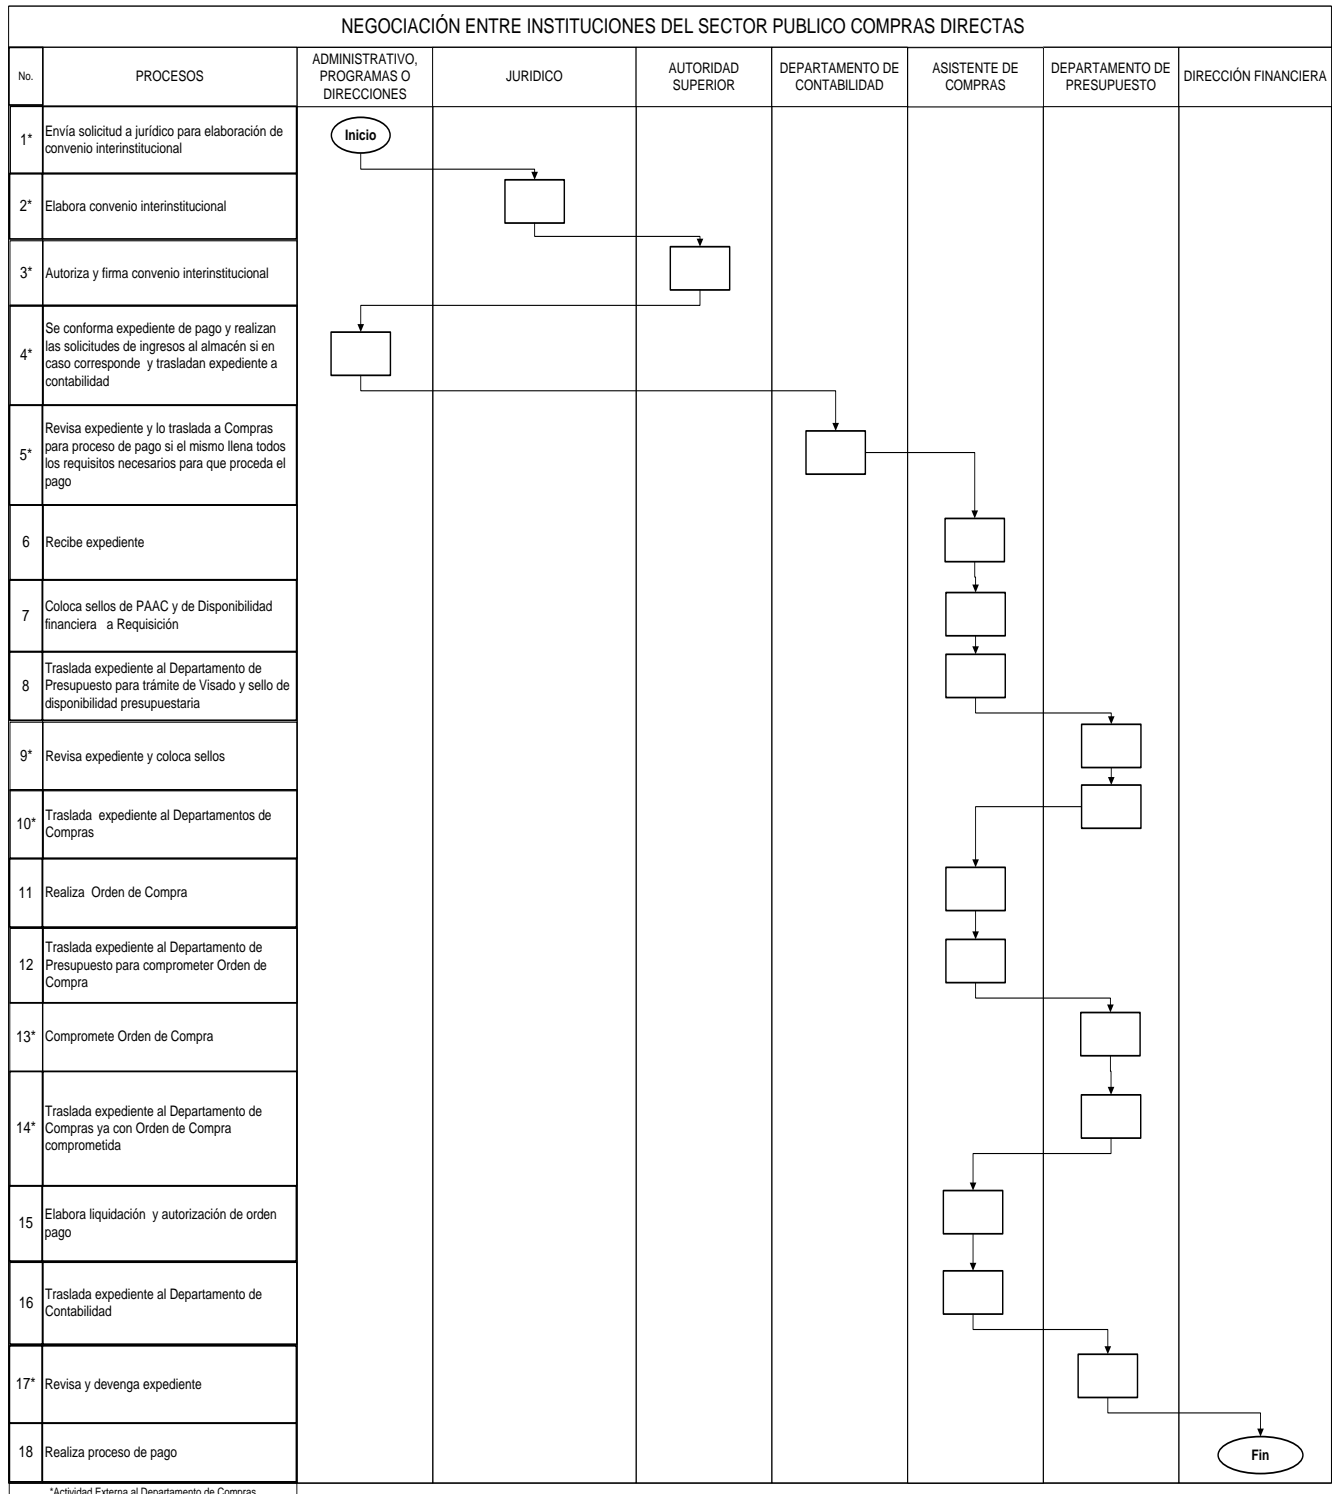 NEGOCIACIÓN ENTRE INSTITUCIONES DEL SECTOR PUBLICO COMPRAS DIRECTAS
No.
PROCESOS
ADMINISTRATIVO,
PROGRAMAS O
DIRECCIONES
JURIDICO
AUTORIDAD
SUPERIOR
DEPARTAMENTO DE
CONTABILIDAD
ASISTENTE DE
COMPRAS
DEPARTAMENTO DE
PRESUPUESTO
DIRECCIÓN FINANCIERA
1*
Envía solicitud a jurídico para elaboración de
convenio interinstitucional
Inicio
2*
Elabora convenio interinstitucional
3*
Autoriza y firma convenio interinstitucional
4*
Se conforma expediente de pago y realizan
las solicitudes de ingresos al almacén si en
caso corresponde y trasladan expediente a
contabilidad
5*
Revisa expediente y lo traslada a Compras
para proceso de pago si el mismo llena todos
los requisitos necesarios para que proceda el
pago
6
Recibe expediente
7
Coloca sellos de PAAC y de Disponibilidad
financiera a Requisición
8
Traslada expediente al Departamento de
Presupuesto para trámite de Visado y sello de
disponibilidad presupuestaria
9*
Revisa expediente y coloca sellos
10*
Traslada expediente al Departamentos de
Compras
11
Realiza Orden de Compra
12
Traslada expediente al Departamento de
Presupuesto para comprometer Orden de
Compra
13*
Compromete Orden de Compra
14*
Traslada expediente al Departamento de
Compras ya con Orden de Compra
comprometida
15
Elabora liquidación y autorización de orden
pago
16
Traslada expediente al Departamento de
Contabilidad
17*
Revisa y devenga expediente
18
Realiza proceso de pago
Fin
*Actividad Externa al Departamento de Compras